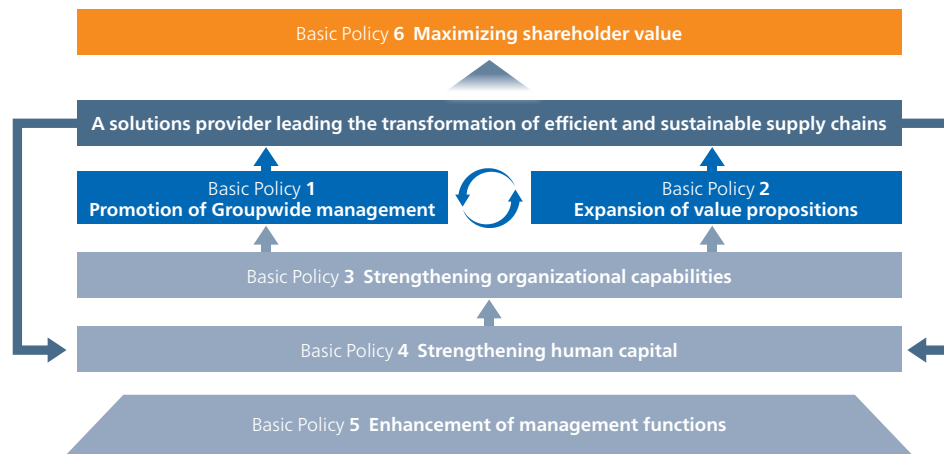 Basic Policy 6 Maximizing shareholder value
A solutions provider leading the transformation of efficient and sustainable supply chains
Basic Policy 1
Promotion of Groupwide management
Basic Policy 2
Expansion of value propositions
Basic Policy 3 Strengthening organizational capabilities
Basic Policy 4 Strengthening human capital
Basic Policy 5 Enhancement of management functions